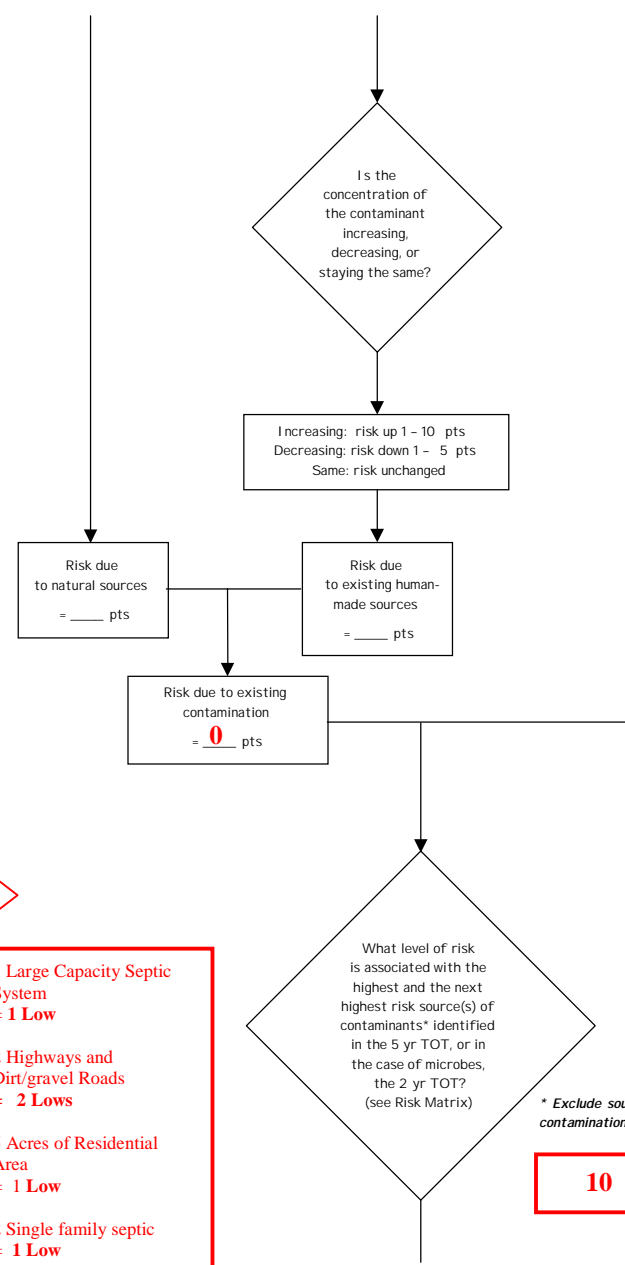 Is the
concentration of
the contaminant
increasing,
decreasing, or
staying the same?
Increasing: risk up 1 – 10 pts
Decreasing: risk down 1 – 5 pts
Same: risk unchanged
Risk due
to natural sources
= ____ pts
Risk due
to existing human-
made sources
= ____ pts
Risk due to existing
contamination
= 0 pts
What level of risk
is associated with the
highest and the next
highest risk source(s) of
contaminants* identified
in the 5 yr TOT, or in
the case of microbes,
the 2 yr TOT?
(see Risk Matrix)
Large Capacity Septic
System
= 1 Low
Highways and
Dirt/gravel Roads
= 2 Lows
Acres of Residential
Area
= 1 Low
Single family septic
= 1 Low
* Exclude
contamination
10